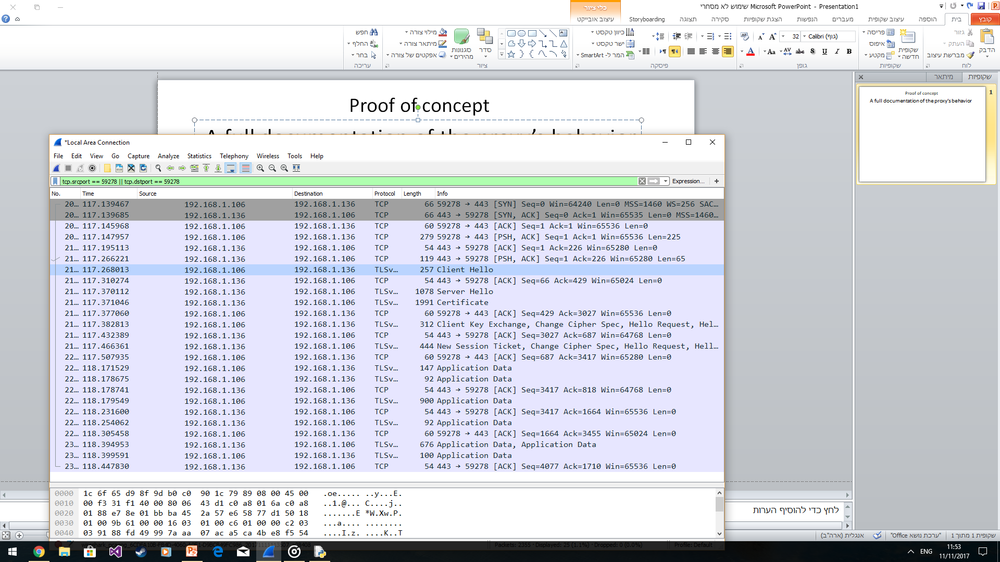 שימוש לא מסחרי Microsoft PowerPoint - Presentation1
כלי ציור
קובץ
בית
הוספה
עיצוב שקופית
מעברים
הנפשות
הצגת שקופיות
סקירה
תצוגה
Storyboarding
עיצוב אובייקט
הדבק
גזור
העתק
מברשת עיצוב
לוח
שקופית חדשה
פריסה
איפוס
מקטע
שקופיות
Calibri (גוף) 32
גופן
כיוון טקסט
ישר טקסט
המר ל- SmartArt
פיסקה
סדר
סגנונות מהירים
מילוי צורה
מיתאר צורה
אפקטים של צורה
ציור
חפש
החלף
בחר
עריכה
שקופיות
מיתאר
1
Proof of concept
A full documentation of the proxy's behavior
Proof of concept
A full documentation of the proxy's behavior
*Local Area Connection
File Edit View Go Capture Analyze Statistics Telephony Wireless Tools Help
tcp.srcport == 59278 || tcp.dstport == 59278
Expression... +
No. Time Source Destination Protocol Length Info
20… 117.139467 192.168.1.106 192.168.1.136 TCP 66 59278 → 443 [SYN] Seq=0 Win=64240 Len=0 MSS=1460 WS=256 SAC…
20… 117.139685 192.168.1.136 192.168.1.106 TCP 66 443 → 59278 [SYN, ACK] Seq=0 Ack=1 Win=65535 Len=0 MSS=1460…
20… 117.145968 192.168.1.106 192.168.1.136 TCP 60 59278 → 443 [ACK] Seq=1 Ack=1 Win=65536 Len=0
20… 117.147957 192.168.1.106 192.168.1.136 TCP 279 59278 → 443 [PSH, ACK] Seq=1 Ack=1 Win=65536 Len=225
21… 117.195113 192.168.1.136 192.168.1.106 TCP 54 443 → 59278 [ACK] Seq=1 Ack=226 Win=65280 Len=0
21… 117.266221 192.168.1.136 192.168.1.106 TCP 119 443 → 59278 [PSH, ACK] Seq=1 Ack=226 Win=65280 Len=65
21… 117.268013 192.168.1.106 192.168.1.136 TLSv… 257 Client Hello
21… 117.310274 192.168.1.136 192.168.1.106 TCP 54 443 → 59278 [ACK] Seq=66 Ack=429 Win=65024 Len=0
21… 117.370112 192.168.1.136 192.168.1.106 TLSv… 1078 Server Hello
21… 117.371046 192.168.1.136 192.168.1.106 TLSv… 1991 Certificate
21… 117.377060 192.168.1.106 192.168.1.136 TCP 60 59278 → 443 [ACK] Seq=429 Ack=3027 Win=65536 Len=0
21… 117.382813 192.168.1.106 192.168.1.136 TLSv… 312 Client Key Exchange, Change Cipher Spec, Hello Request, Hel…
21… 117.432389 192.168.1.136 192.168.1.106 TCP 54 443 → 59278 [ACK] Seq=3027 Ack=687 Win=64768 Len=0
21… 117.466361 192.168.1.136 192.168.1.106 TLSv… 444 New Session Ticket, Change Cipher Spec, Hello Request, Hell…
22… 117.507935 192.168.1.106 192.168.1.136 TCP 60 59278 → 443 [ACK] Seq=687 Ack=3417 Win=65280 Len=0
22… 118.171529 192.168.1.106 192.168.1.136 TLSv… 147 Application Data
22… 118.178675 192.168.1.106 192.168.1.136 TLSv… 92 Application Data
22… 118.178741 192.168.1.136 192.168.1.106 TCP 54 443 → 59278 [ACK] Seq=3417 Ack=818 Win=64768 Len=0
22… 118.179549 192.168.1.106 192.168.1.136 TLSv… 900 Application Data
22… 118.231600 192.168.1.136 192.168.1.106 TCP 54 443 → 59278 [ACK] Seq=3417 Ack=1664 Win=65536 Len=0
22… 118.254062 192.168.1.136 192.168.1.106 TLSv… 92 Application Data
22… 118.305458 192.168.1.106 192.168.1.136 TCP 60 59278 → 443 [ACK] Seq=1664 Ack=3455 Win=65024 Len=0
23… 118.394953 192.168.1.136 192.168.1.106 TLSv… 676 Application Data, Application Data
23… 118.399591 192.168.1.106 192.168.1.136 TLSv… 100 Application Data
23… 118.447830 192.168.1.136 192.168.1.106 TCP 54 443 → 59278 [ACK] Seq=4077 Ack=1710 Win=65536 Len=0
0000 1c 6f 65 d9 8f 9d b0 c0 90 1c 79 89 08 00 45 00 .oe..... ..y...E.
0010 00 f3 31 f1 40 00 80 06 43 d1 c0 a8 01 6a c0 a8 ..1.@... C....j..
0020 01 88 e7 8e 01 bb ba 45 2a 57 e6 58 77 d1 50 18 .......E *W.Xw.P.
0030 01 00 9b 61 00 00 16 03 01 00 c6 01 00 00 c2 03 ...a.... ........
0040 03 91 88 fd 49 99 7a aa 07 ac a5 ca 4b e8 f5 54 ....I.z. ....K..T
לחץ כדי להוסיף הערות
שקופית 1 מתוך 1
"ערכת נושא Office"
אנגלית (ארה"ב)
Packets: 2355 · Displayed: 25 (1.1%) · Dropped: 0 (0.0%)
Profile: Default
ENG
11:53
11/11/2017